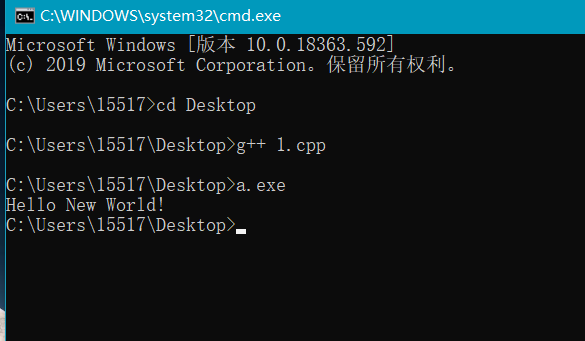 C:\WINDOWS\system32\cmd.exe
Microsoft Windows [版本 10.0.18363.592]
(c) 2019 Microsoft Corporation。保留所有权利。
C:\Users\15517>cd Desktop
C:\Users\15517\Desktop>g++ 1.cpp
C:\Users\15517\Desktop>a.exe
Hello New World!
C:\Users\15517\Desktop>